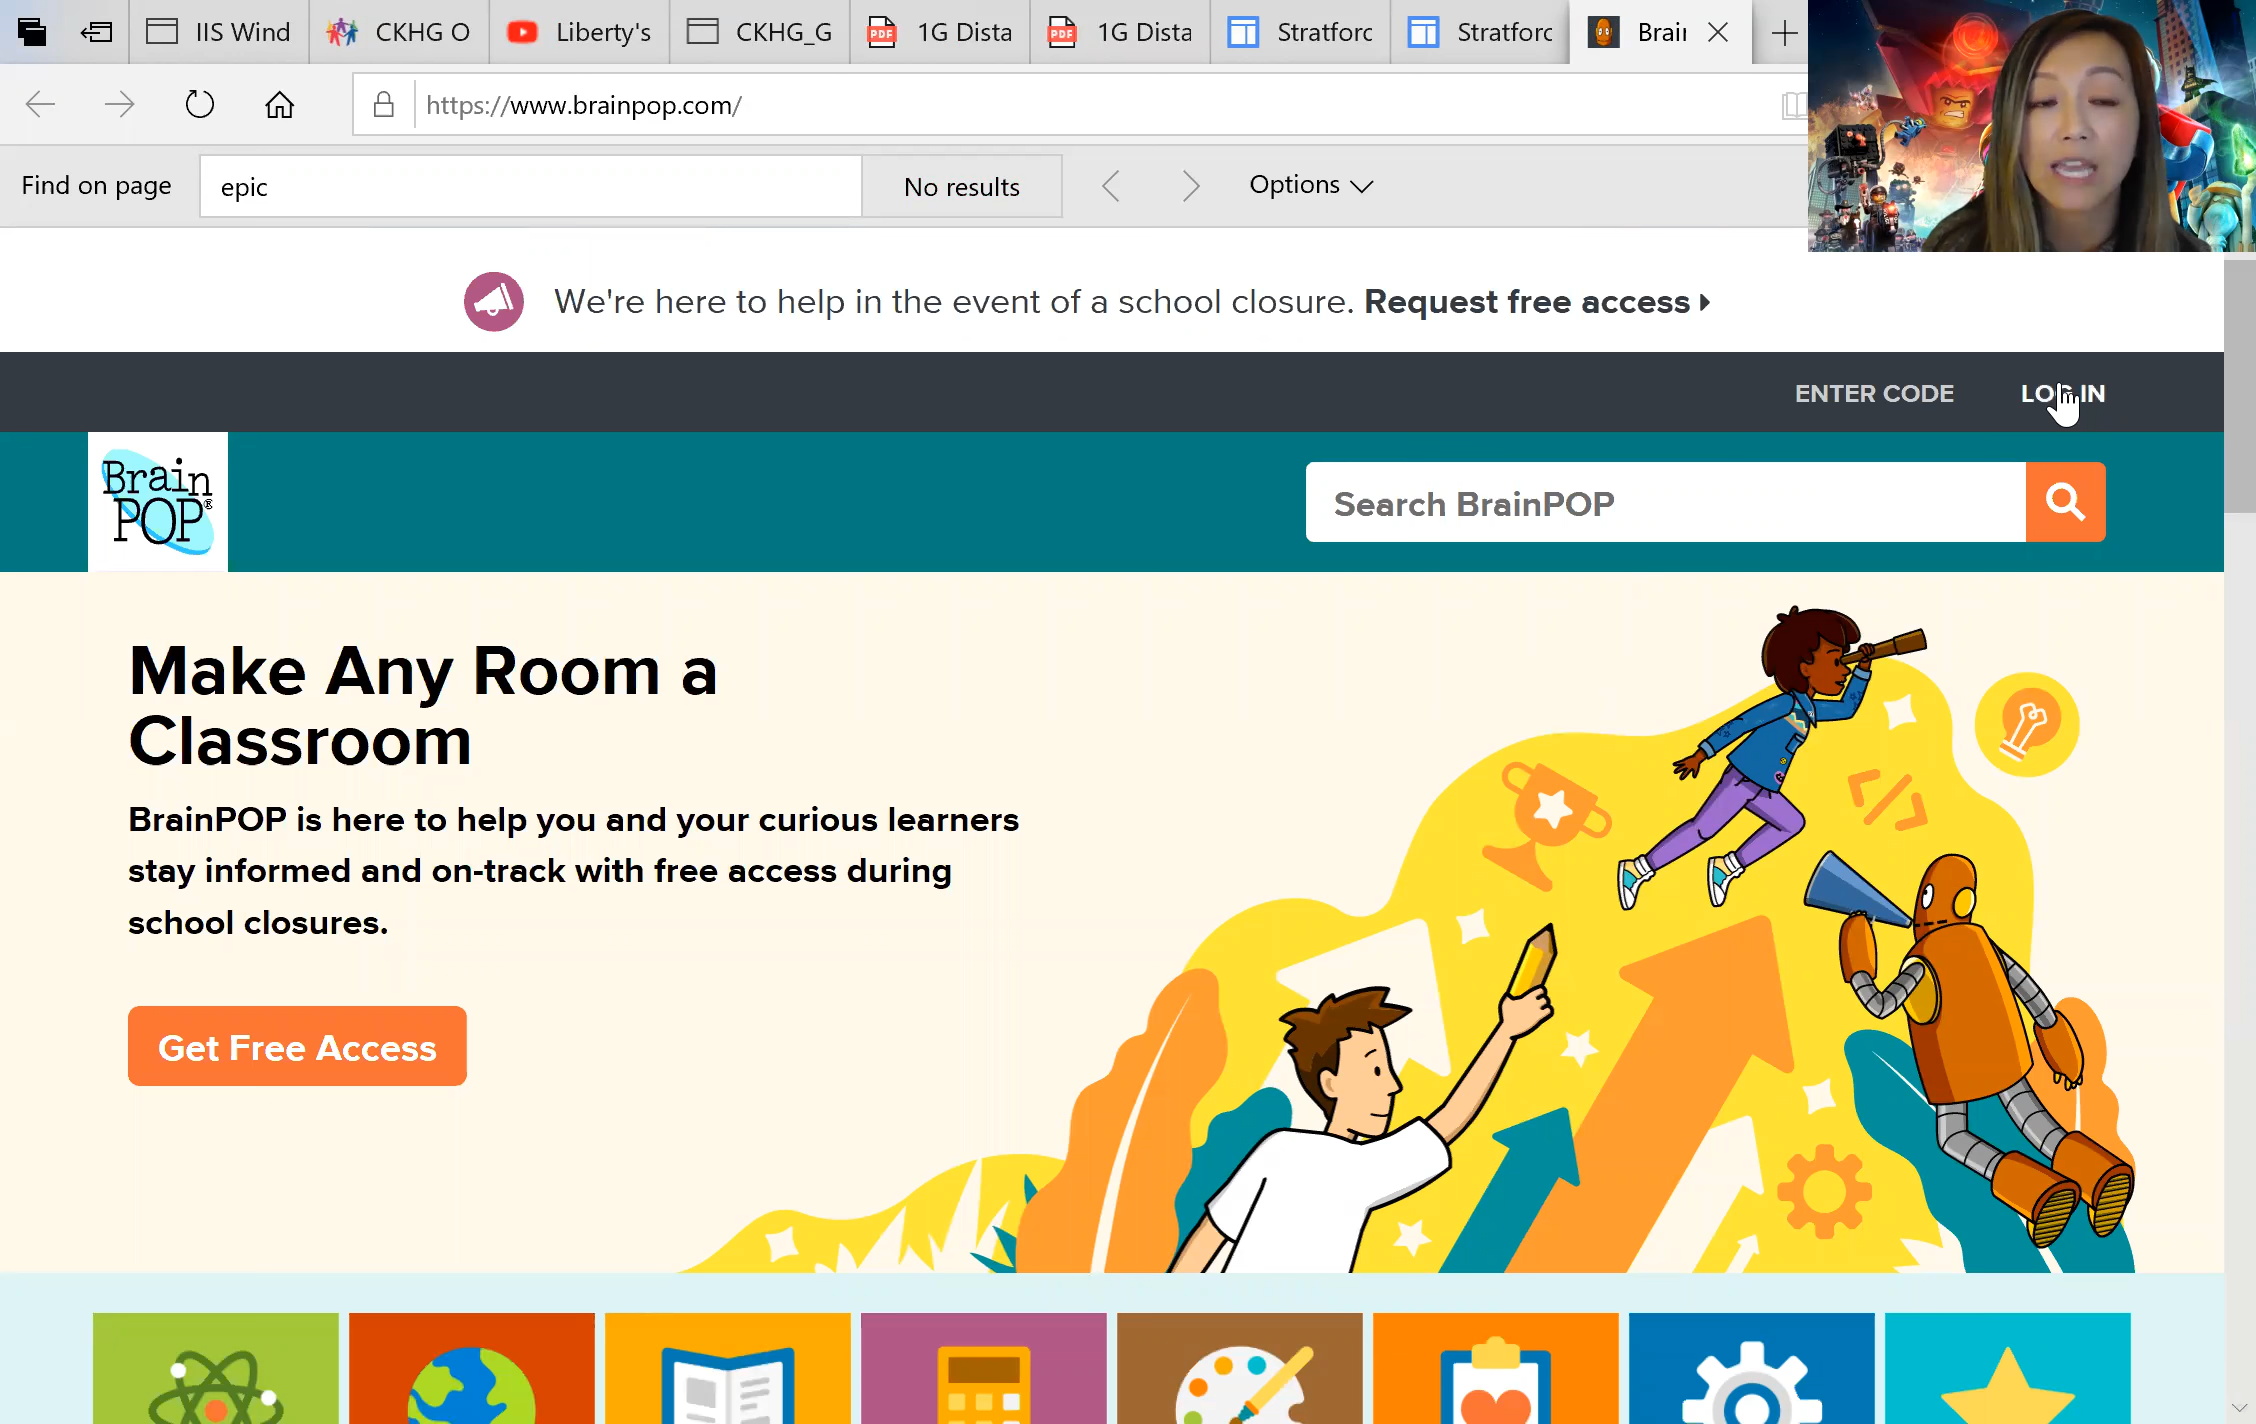 IIS Wind
CKHG O
Liberty's
CKHG_G
1G Dista
1G Dista
Stratforc
Stratforc
Brai
https://www.brainpop.com/
Find on page
epic
No results
Options
We're here to help in the event of a school closure. Request free access
ENTER CODE
LOG IN
Brain
POP®
Search BrainPOP
Make Any Room a
Classroom
BrainPOP is here to help you and your curious learners
stay informed and on-track with free access during
school closures.
Get Free Access